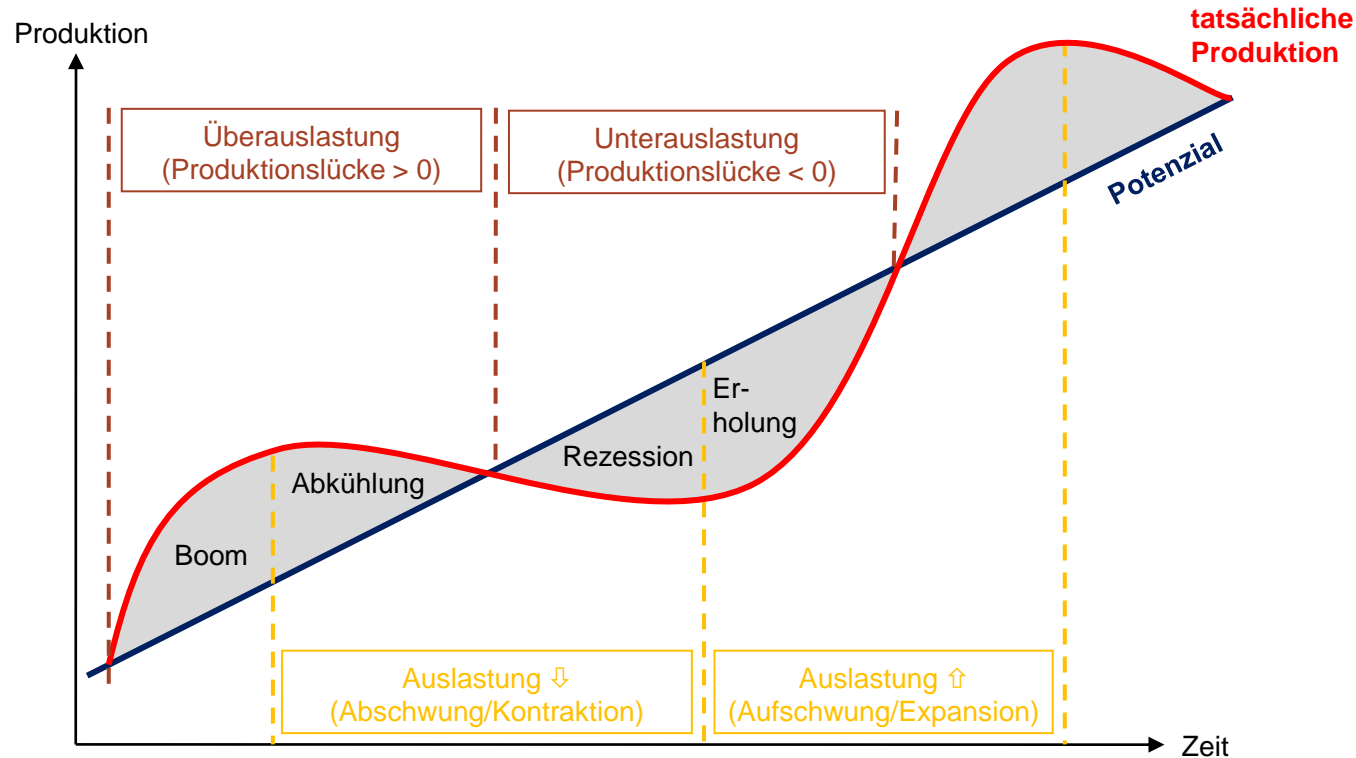 tatsächliche
Produktion
Produktion
Überauslastung
(Produktionslücke > 0)
Unterauslastung
(Produktionslücke < 0)
Potenzial
Er-
holung
Rezession
Abkühlung
Boom
Auslastung ⇩
(Abschwung/Kontraktion)
Auslastung ⇧
(Aufschwung/Expansion)
Zeit